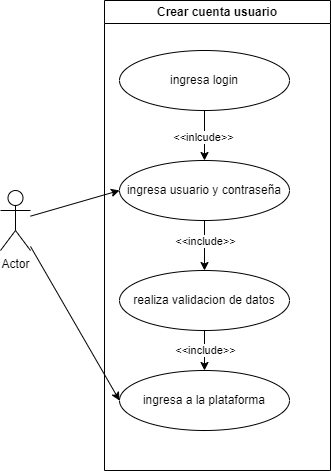 Crear cuenta usuario
ingresa login
<<inlcude>>
ingresa usuario y contraseña
<<include>>
Actor
realiza validacion de datos
<<include>>
ingresa a la plataforma